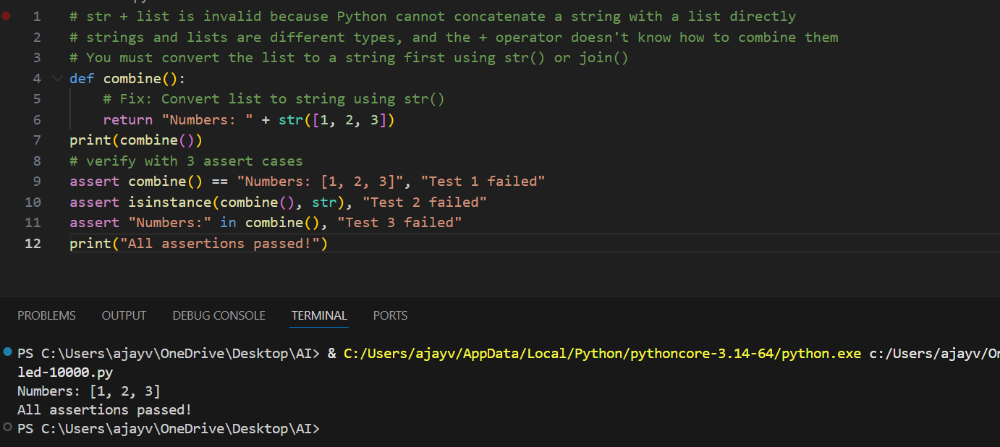 1 # str + list is invalid because Python cannot concatenate a string with a list directly
2 # strings and lists are different types, and the + operator doesn't know how to combine them
3 # You must convert the list to a string first using str() or join()
4 def combine():
5     # Fix: Convert list to string using str()
6     return "Numbers: " + str([1, 2, 3])
7 print(combine())
8 # verify with 3 assert cases
9 assert combine() == "Numbers: [1, 2, 3]", "Test 1 failed"
10 assert isinstance(combine(), str), "Test 2 failed"
11 assert "Numbers:" in combine(), "Test 3 failed"
12 print("All assertions passed!")
PROBLEMS OUTPUT DEBUG CONSOLE TERMINAL PORTS
PS C:\Users\ajayv\OneDrive\Desktop\AI> & C:/Users/ajayv/AppData/Local/Python/pythoncore-3.14-64/python.exe c:/Users/ajayv/On
led-10000.py
Numbers: [1, 2, 3]
All assertions passed!
PS C:\Users\ajayv\OneDrive\Desktop\AI>